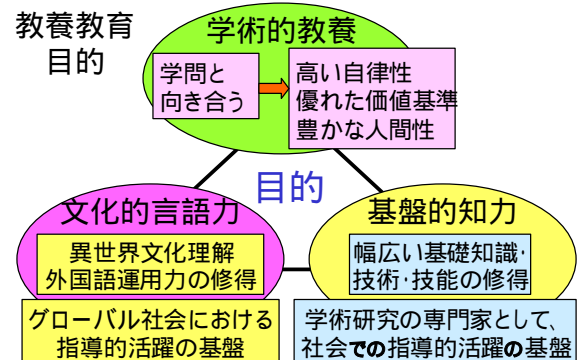 教養教育
目的
学術的教養
学問と
向き合う
高い自律性
優れた価値基準
豊かな人間性
目的
文化的言語力
異世界文化理解
外国語運用力の修得
グローバル社会における
指導的活躍の基盤
基盤的知力
幅広い基礎知識・
技術・技能の修得
学術研究の専門家として、
社会での指導的活躍の基盤